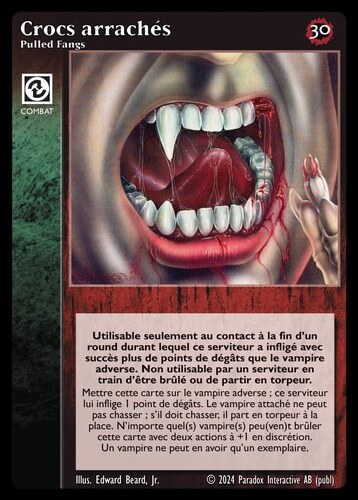 Crocs arrachés
Pulled Fangs
30
COMBAT
Utilisable seulement au contact à la fin d'un
round durant lequel ce serviteur a infligé avec
succès plus de points de dégâts que le vampire
adverse. Non utilisable par un serviteur en
train d'être brûlé ou de partir en torpeur.
Mettre cette carte sur le vampire adverse ; ce serviteur
lui inflige 1 point de dégâts. Le vampire attaché ne peut
pas chasser ; s'il doit chasser, il part en torpeur à la place.
N'importe quel(s) vampire(s) peu(ven)t brûler
cette carte avec deux actions à +1 en discrétion.
Un vampire ne peut en avoir qu'un exemplaire.
Illus. Edward Beard, Jr.
© 2024 Paradox Interactive AB (publ)